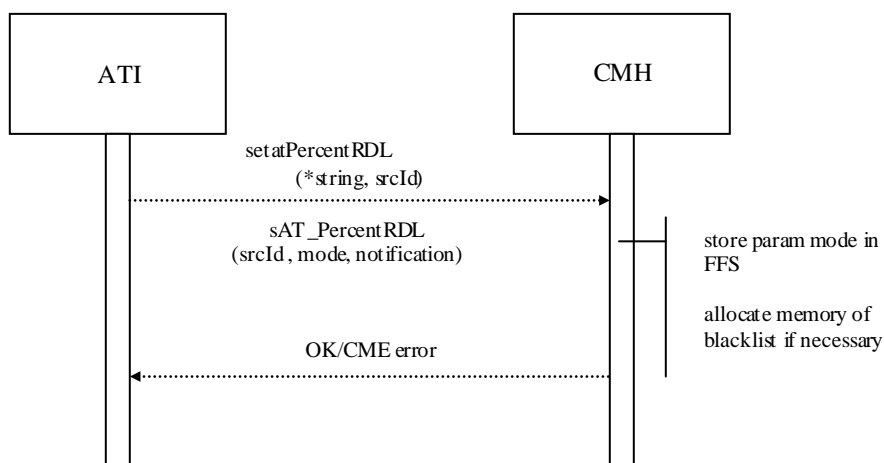 ATI
CMH
setatPercentRDL
(*string, srcId)
sAT_PercentRDL
(srcId , mode, notification)
store param mode in
FFS
allocate memory of
blacklist if necessary
OK/CME error